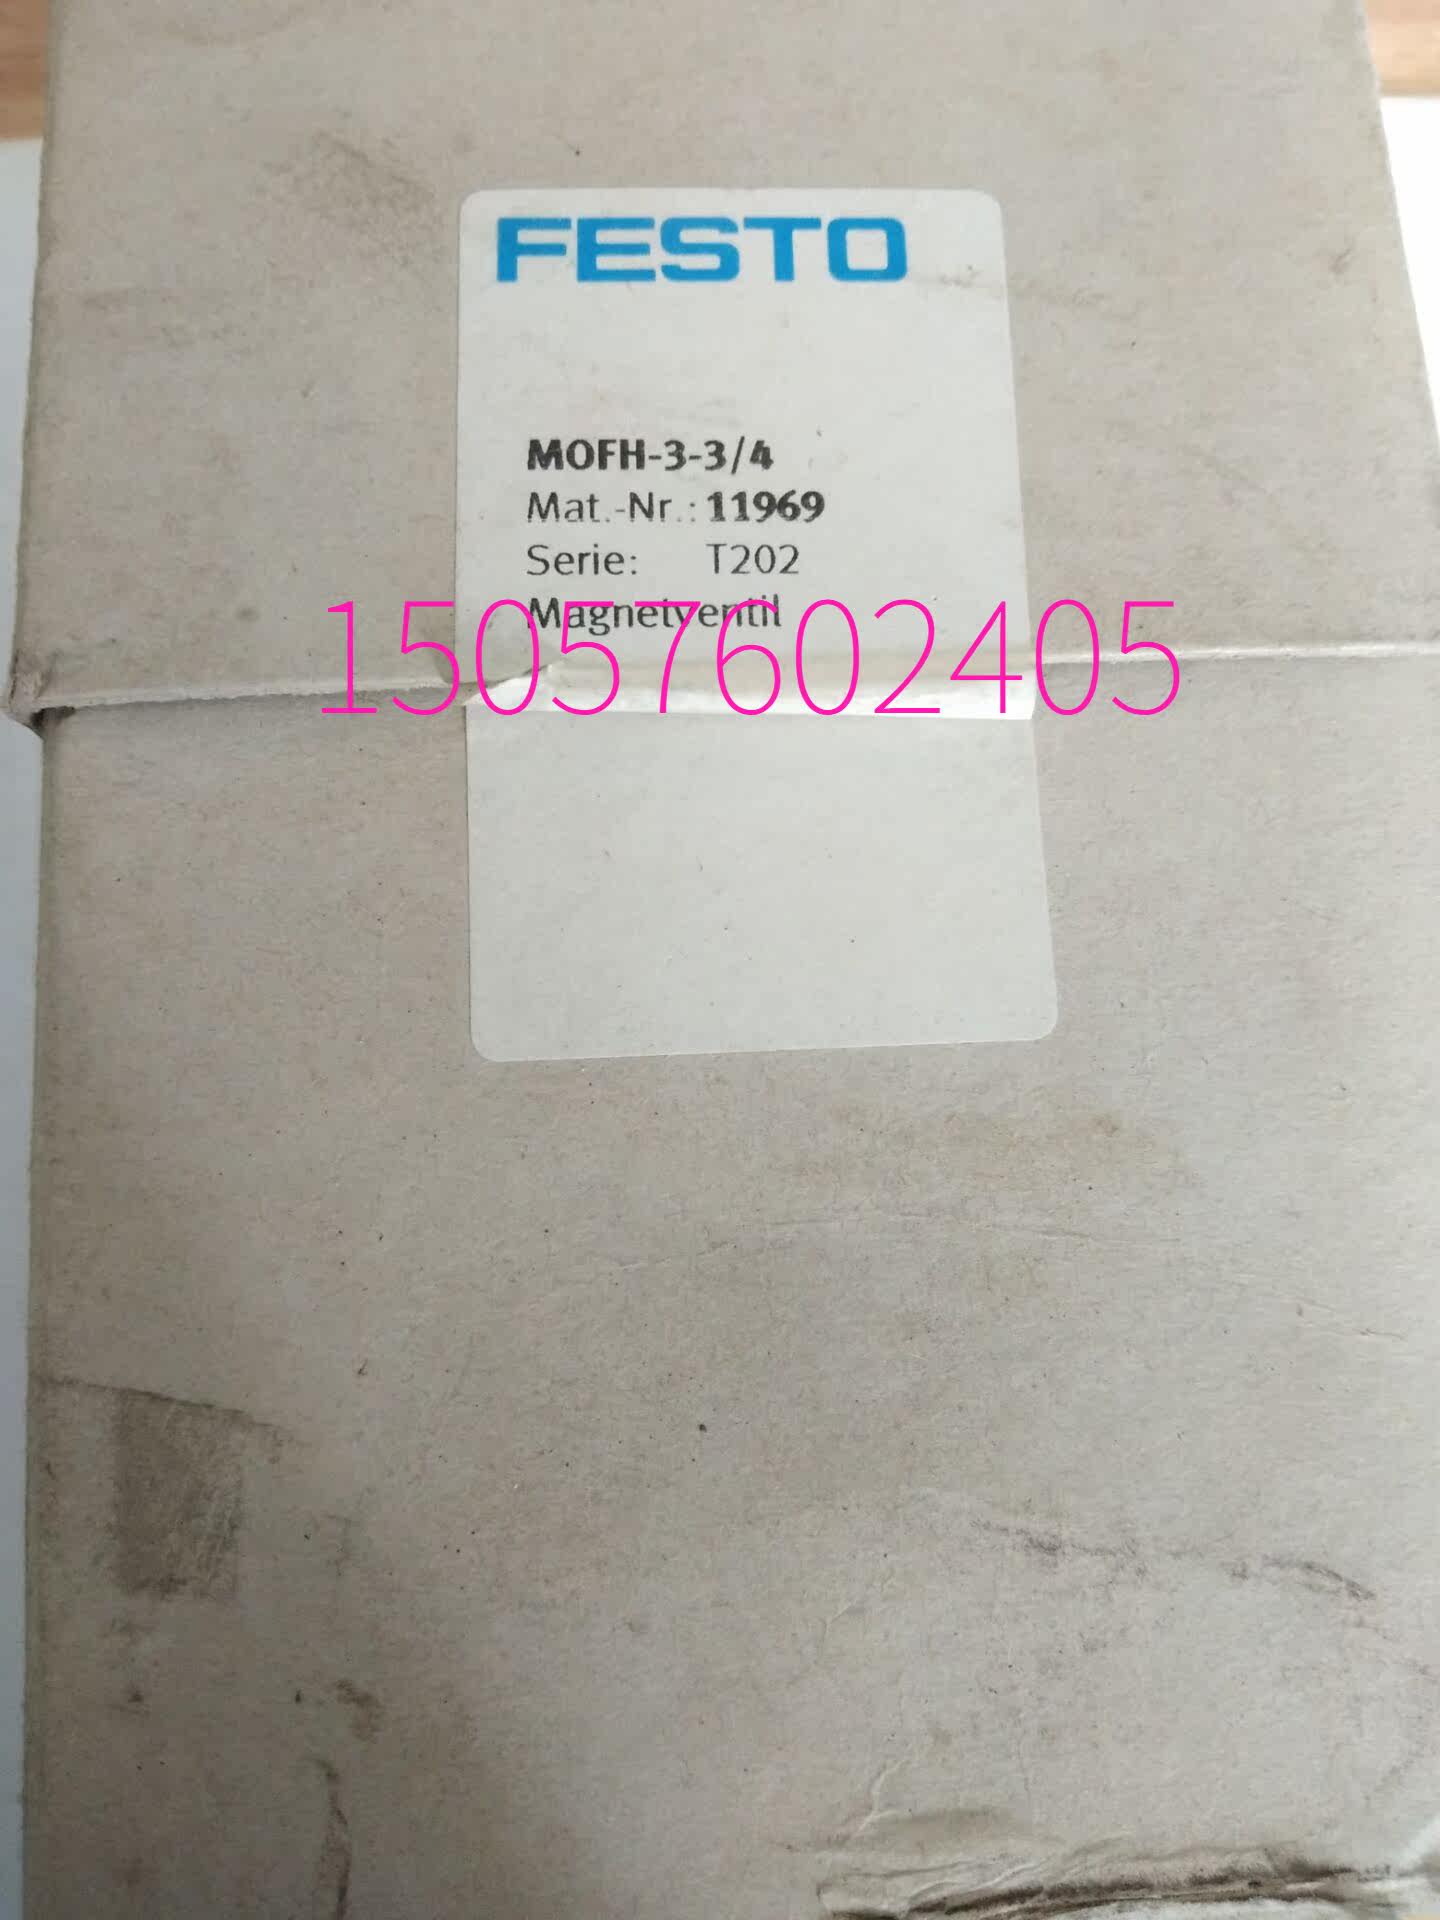 FESTO
MOFH-3-3/4
Mat.-Nr.: 11969
Serie: T202
Magnetventil
15057602405